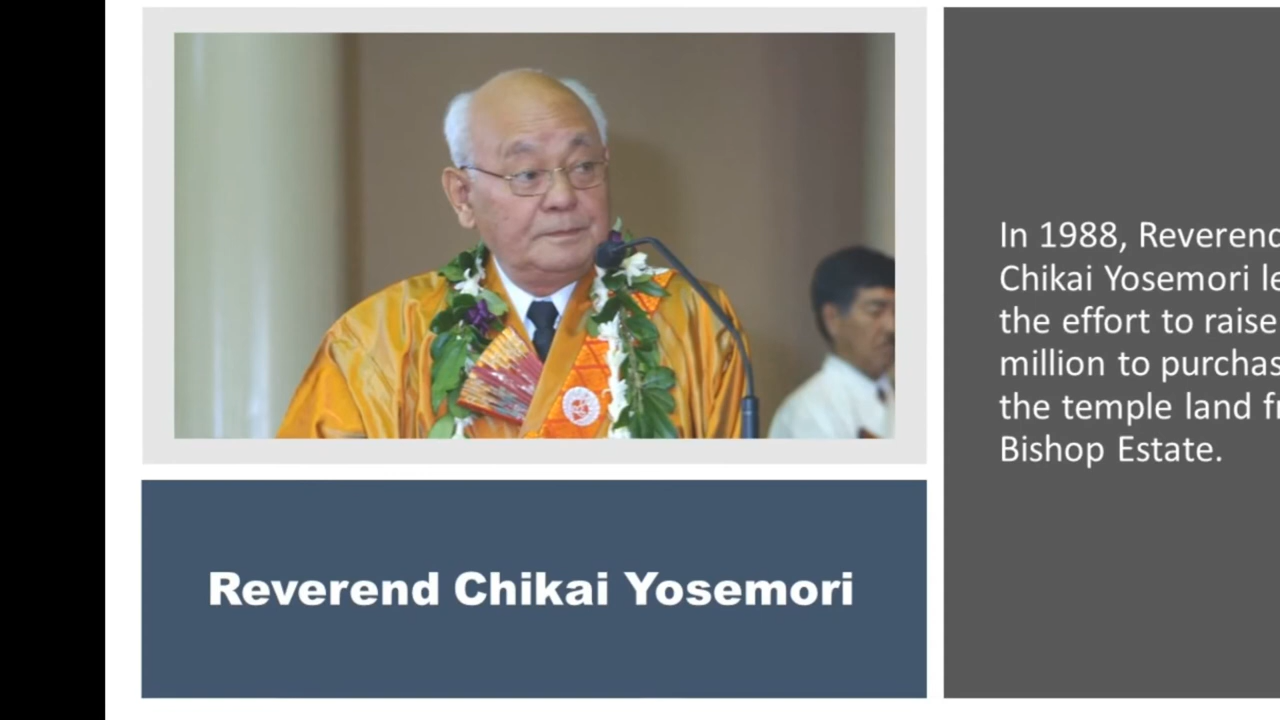 Reverend Chikai Yosemori
In 1988, Reverend
Chikai Yosemori
the effort to raise
million to
the temple land
Bishop Estate.